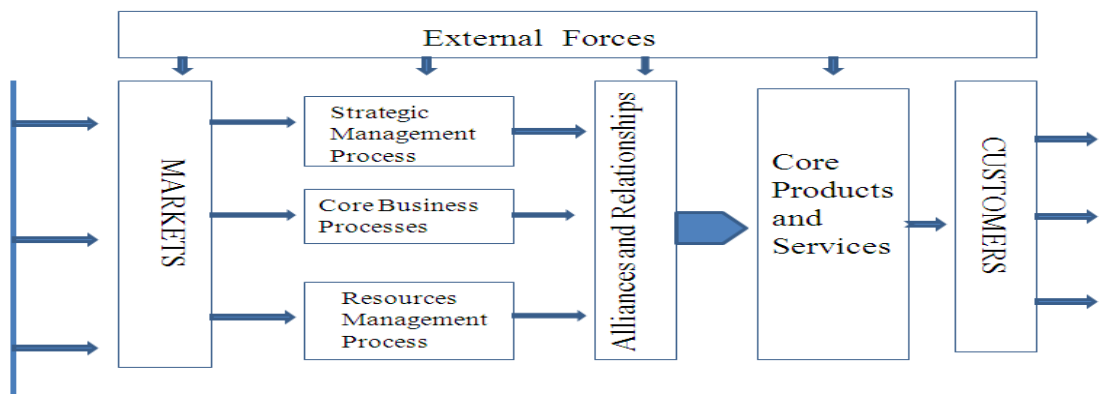 External Forces
MARKETS
Strategic
Management
Process
Core Business
Processes
Resources
Management
Process
Alliances and Relationships
Core
Products
and
Services
CUSTOMERS